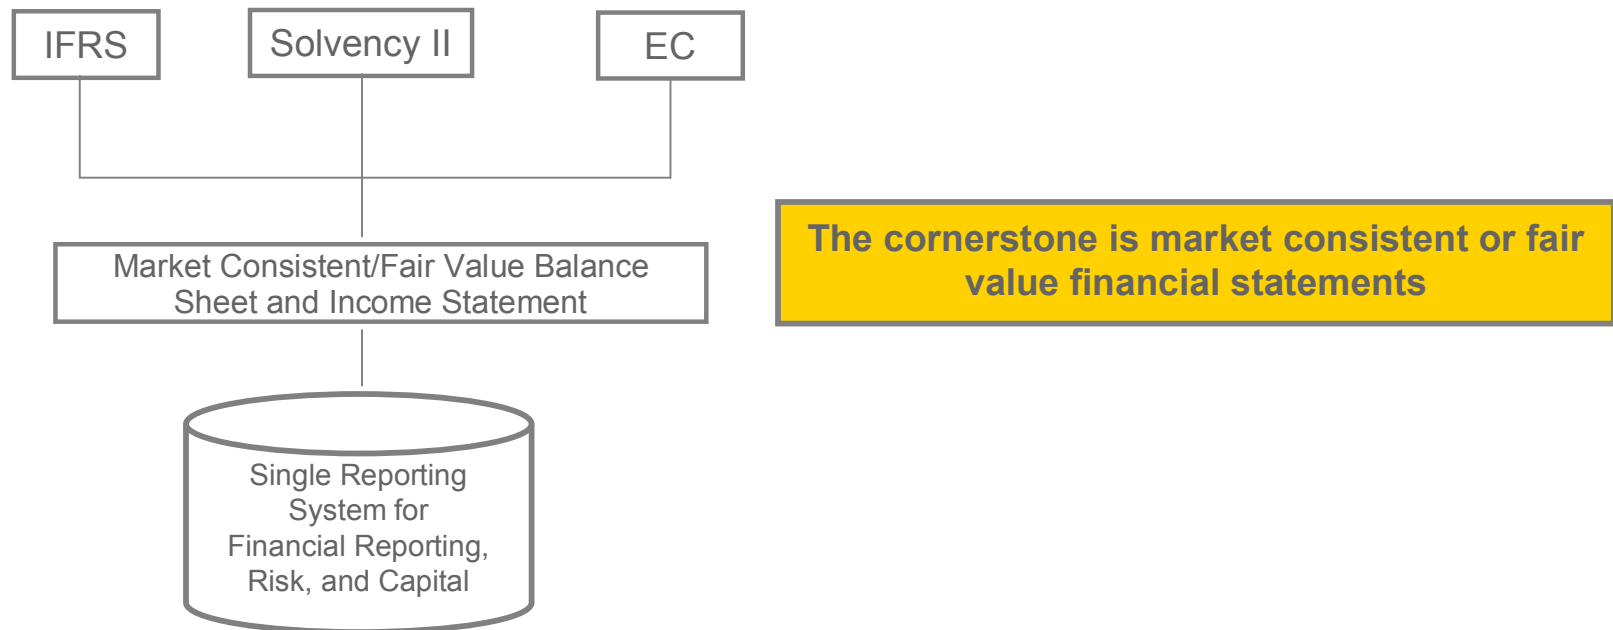 IFRS
Solvency II
EC
Market Consistent/Fair Value Balance
Sheet and Income Statement
The cornerstone is market consistent or fair
value financial statements
Single Reporting
System for
Financial Reporting,
Risk, and Capital